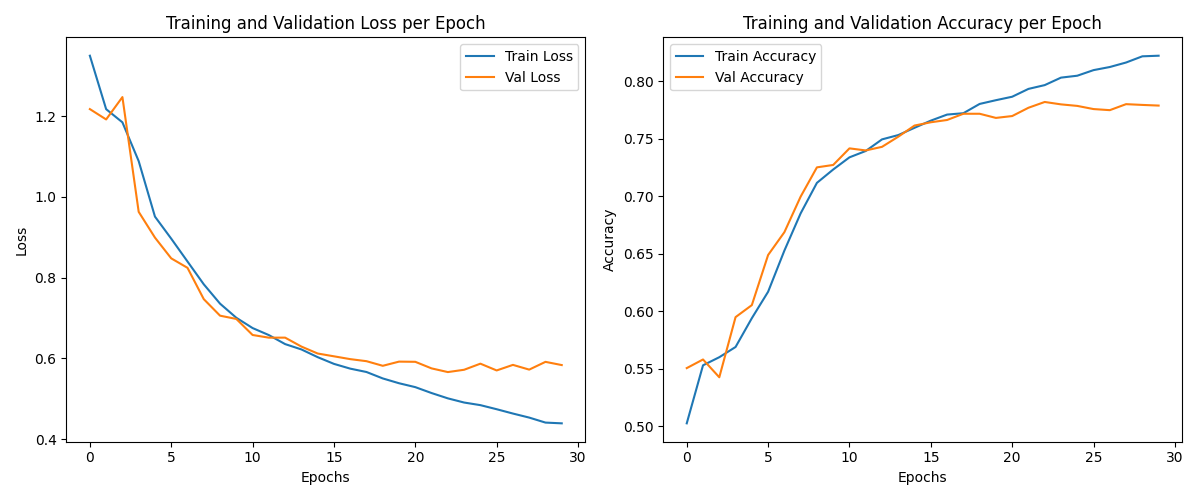 Training and Validation Loss per Epoch
Train Loss
Val Loss
1.2
1.0
0.8
0.6
0.4
Loss
0 5 10 15 20 25 30
Epochs
Training and Validation Accuracy per Epoch
Train Accuracy
Val Accuracy
0.80
0.75
0.70
0.65
0.60
0.55
0.50
Accuracy
0 5 10 15 20 25 30
Epochs